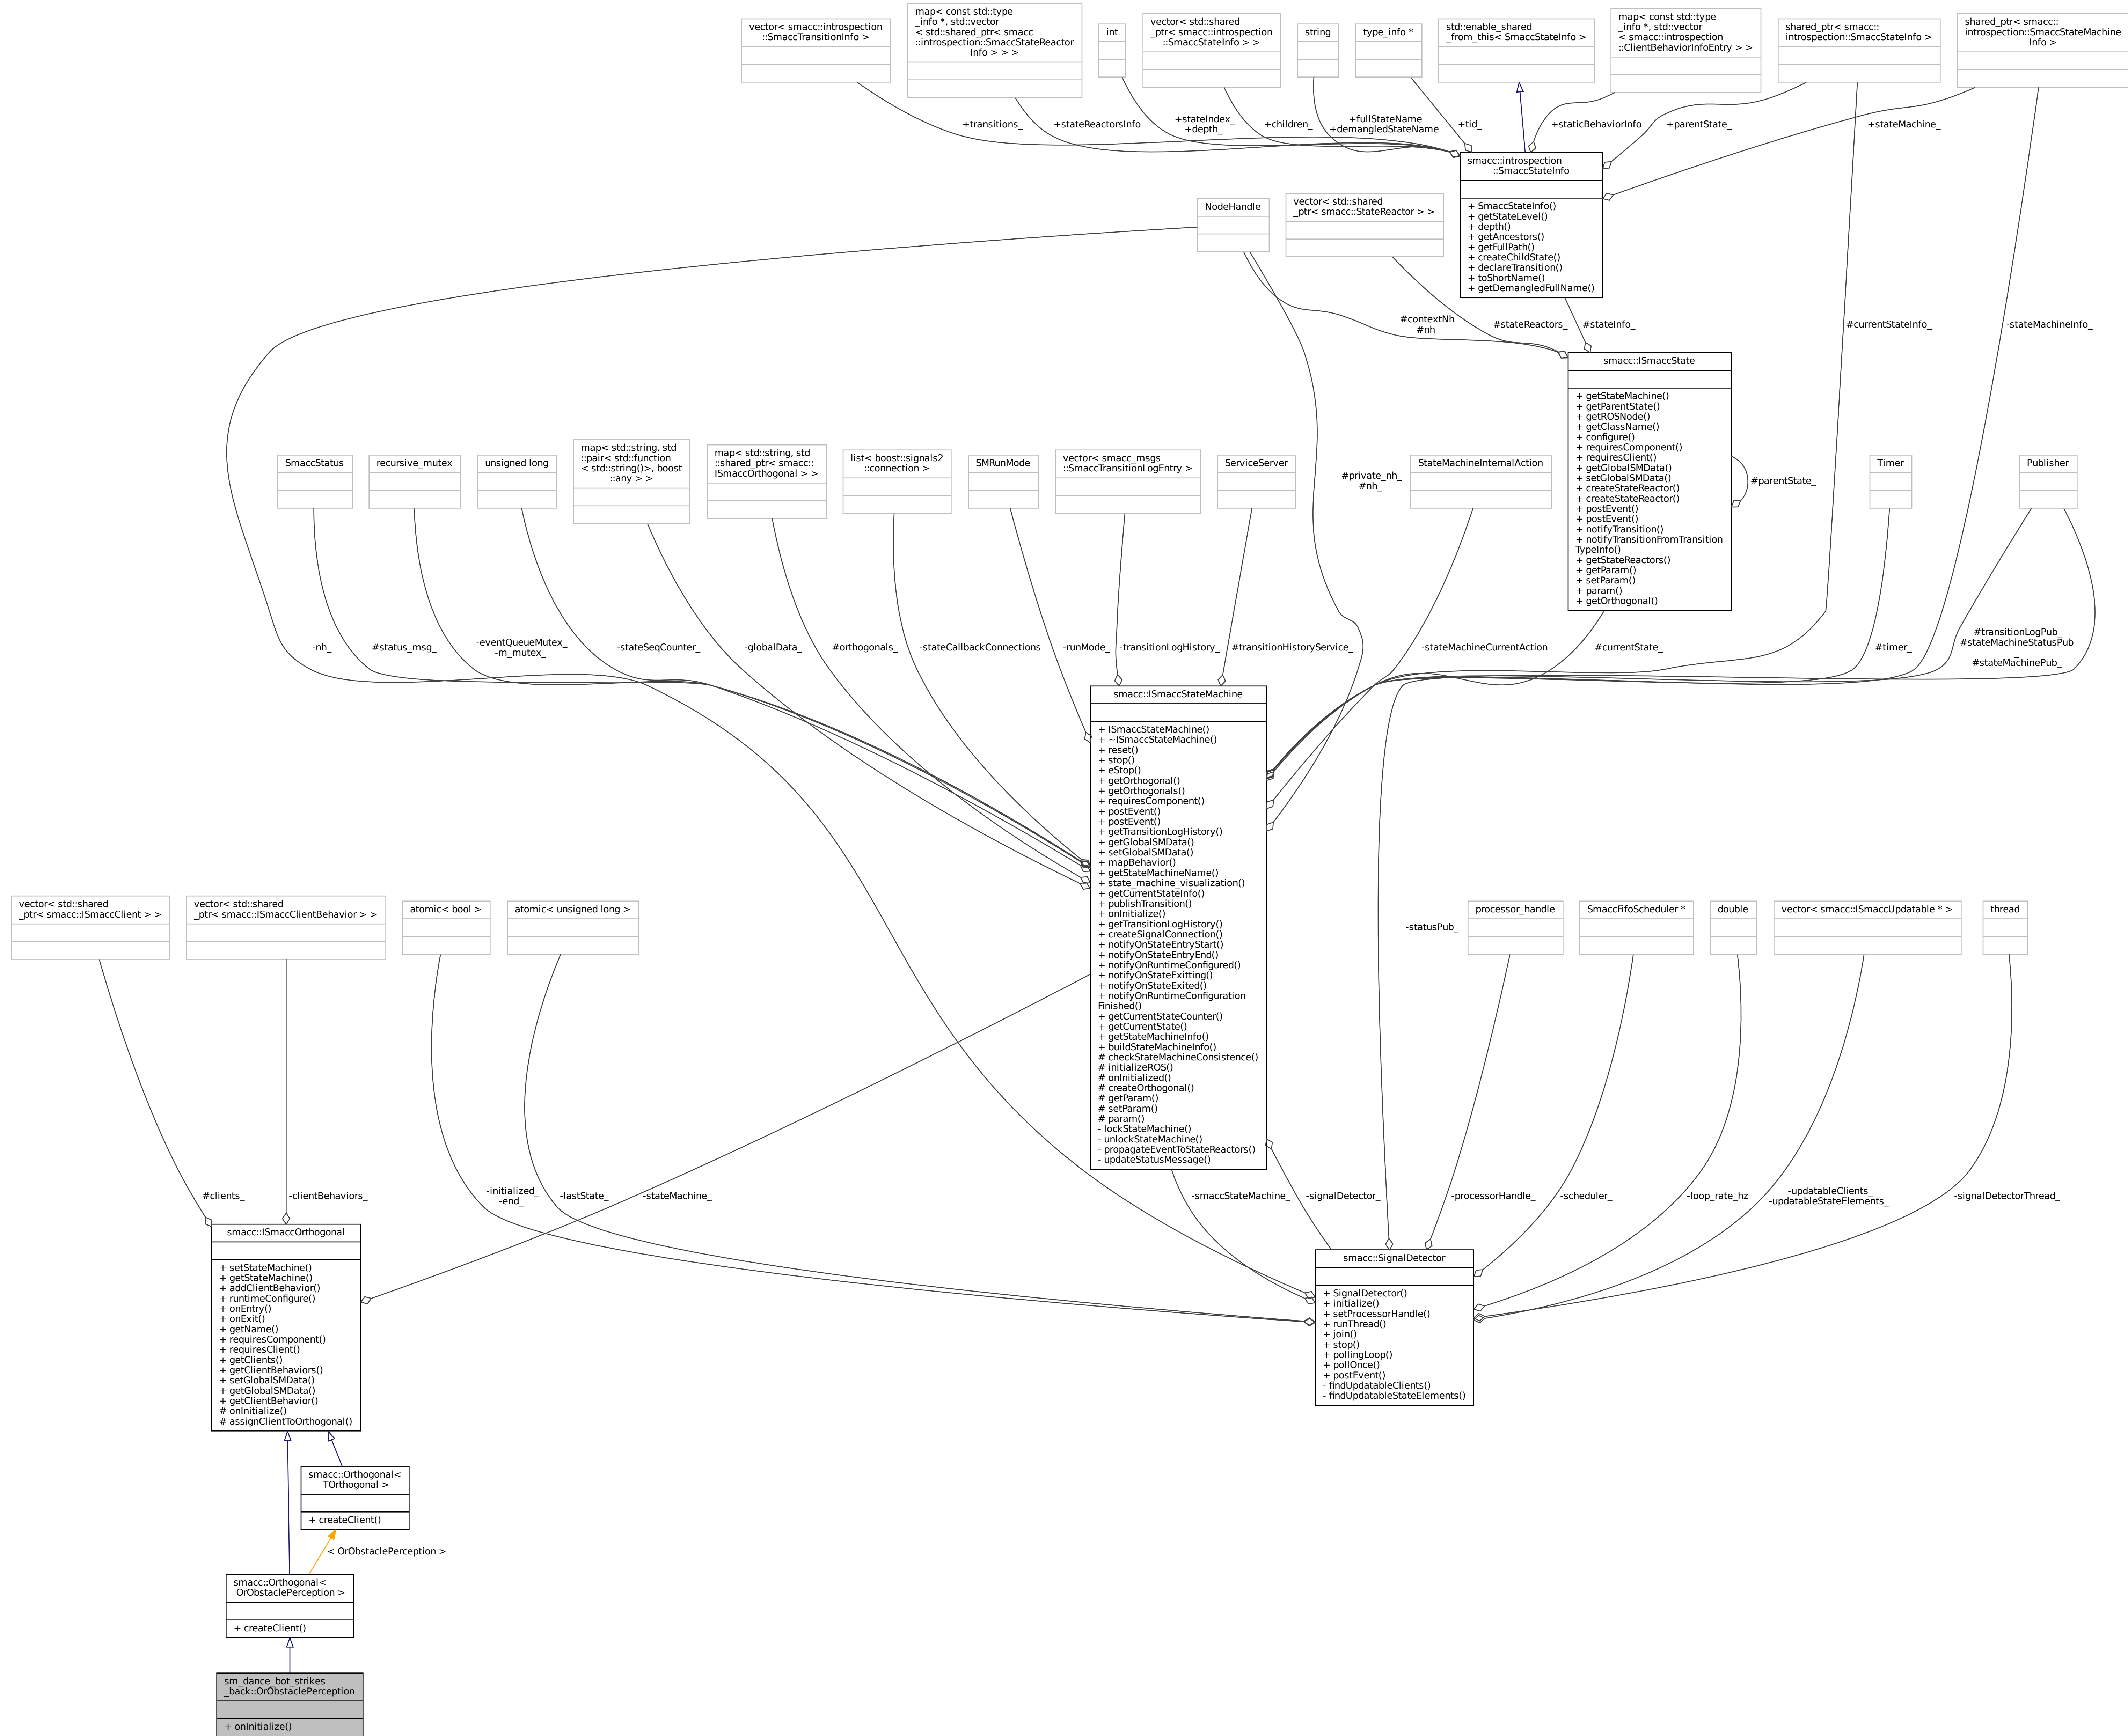 vector< smacc::introspection
::SmaccTransitionInfo >
map< const std::type
_info *, std::vector
< std::shared_ptr< smacc
::introspection::SmaccStateReactor
Info > > >
int
vector< std::shared
_ptr< smacc::introspection
::SmaccStateInfo > >
string
type_info *
std::enable_shared
_from_this< SmaccStateInfo >
map< const std::type
_info *, std::vector
< smacc::introspection
::ClientBehaviorInfoEntry > >
shared_ptr< smacc::
introspection::SmaccStateInfo >
shared_ptr< smacc::
introspection::SmaccStateMachine
Info >
+transitions_
+stateReactorsInfo
+stateIndex_
+depth_
+children_
+fullStateName
+demangledStateName
+tid_
+staticBehaviorInfo
+parentState_
+stateMachine_
smacc::introspection
::SmaccStateInfo
+ SmaccStateInfo()
+ getStateLevel()
+ depth()
+ getAncestors()
+ getFullPath()
+ createChildState()
+ declareTransition()
+ toShortName()
+ getDemangledFullName()
NodeHandle
vector< std::shared
_ptr< smacc::StateReactor > >
#contextNh
#nh
#stateReactors_
#stateInfo_
#currentStateInfo_
-stateMachineInfo_
smacc::ISmaccState
+ getStateMachine()
+ getParentState()
+ getROSNode()
+ getClassName()
+ configure()
+ requiresComponent()
+ requiresClient()
+ getGlobalSMData()
+ setGlobalSMData()
+ createStateReactor()
+ createStateReactor()
+ postEvent()
+ postEvent()
+ notifyTransition()
+ notifyTransitionFromTransition
TypeInfo()
+ getStateReactors()
+ getParam()
+ setParam()
+ param()
+ getOrthogonal()
#parentState_
SmaccStatus
recursive_mutex
unsigned long
map< std::string, std
::pair< std::function
< std::string()>, boost
::any > >
map< std::string, std
::shared_ptr< smacc::
ISmaccOrthogonal > >
list< boost::signals2
::connection >
SMRunMode
vector< smacc_msgs
::SmaccTransitionLogEntry >
ServiceServer
#private_nh_
#nh_
StateMachineInternalAction
Timer
Publisher
-nh_
#status_msg_
-eventQueueMutex_
-m_mutex_
-stateSeqCounter_
-globalData_
#orthogonals_
-stateCallbackConnections
-runMode_
-transitionLogHistory_
#transitionHistoryService_
-stateMachineCurrentAction
#currentState_
#timer_
#transitionLogPub_
#stateMachineStatusPub
_
#stateMachinePub_
smacc::ISmaccStateMachine
+ ISmaccStateMachine()
+ ~ISmaccStateMachine()
+ reset()
+ stop()
+ eStop()
+ getOrthogonal()
+ getOrthogonals()
+ requiresComponent()
+ postEvent()
+ postEvent()
+ getTransitionLogHistory()
+ getGlobalSMData()
+ setGlobalSMData()
+ mapBehavior()
+ getStateMachineName()
+ state_machine_visualization()
+ getCurrentStateInfo()
+ publishTransition()
+ onInitialize()
+ getTransitionLogHistory()
+ createSignalConnection()
+ notifyOnStateEntryStart()
+ notifyOnStateEntryEnd()
+ notifyOnRuntimeConfigured()
+ notifyOnStateExitting()
+ notifyOnStateExited()
+ notifyOnRuntimeConfiguration
Finished()
+ getCurrentStateCounter()
+ getCurrentState()
+ getStateMachineInfo()
+ buildStateMachineInfo()
# checkStateMachineConsistence()
# initializeROS()
# onInitialized()
# createOrthogonal()
# getParam()
# setParam()
# param()
- lockStateMachine()
- unlockStateMachine()
- propagateEventToStateReactors()
- updateStatusMessage()
vector< std::shared
_ptr< smacc::ISmaccClient > >
vector< std::shared
_ptr< smacc::ISmaccClientBehavior > >
atomic< bool >
atomic< unsigned long >
-statusPub_
processor_handle
SmaccFifoScheduler *
double
vector< smacc::ISmaccUpdatable * >
thread
#clients_
-clientBehaviors_
-initialized_
-end_
-lastState_
-stateMachine_
-smaccStateMachine_
-signalDetector_
-processorHandle_
-scheduler_
-loop_rate_hz
-updatableClients_
-updatableStateElements_
-signalDetectorThread_
smacc::ISmaccOrthogonal
+ setStateMachine()
+ getStateMachine()
+ addClientBehavior()
+ runtimeConfigure()
+ onEntry()
+ onExit()
+ getName()
+ requiresComponent()
+ requiresClient()
+ getClients()
+ getClientBehaviors()
+ setGlobalSMData()
+ getGlobalSMData()
+ getClientBehavior()
# onInitialize()
# assignClientToOrthogonal()
smacc::SignalDetector
+ SignalDetector()
+ initialize()
+ setProcessorHandle()
+ runThread()
+ join()
+ stop()
+ pollingLoop()
+ pollOnce()
+ postEvent()
- findUpdatableClients()
- findUpdatableStateElements()
smacc::Orthogonal<
TOrthogonal >
+ createClient()
< OrObstaclePerception >
smacc::Orthogonal<
OrObstaclePerception >
+ createClient()
sm_dance_bot_strikes
_back::OrObstaclePerception
+ onInitialize()